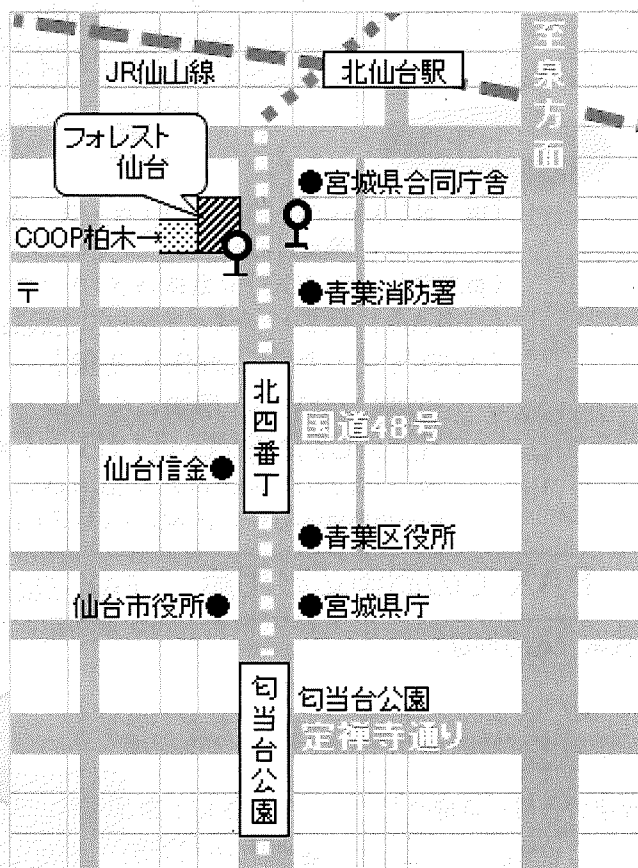 JR仙山線
北仙台駅
至泉方面
フォレスト
仙台
宮城県合同庁舎
COOP柏木→
〒
青葉消防署
北四番丁
国道48号
仙台信金
青葉区役所
仙台市役所
宮城県庁
匂当台公園
匂当台公園
定禅寺通り